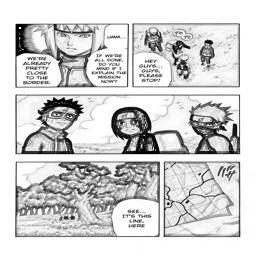 UMM...
WE'RE
ALREADY
PRETTY
CLOSE
TO THE
BORDER.
IF WE'RE
ALL DONE,
DO YOU
MIND IF I
EXPLAIN THE
MISSION
NOW?
HEY
GUYS...
GUYS,
PLEASE
STOP!
SEE...
IT'S THIS
LINE,
HERE